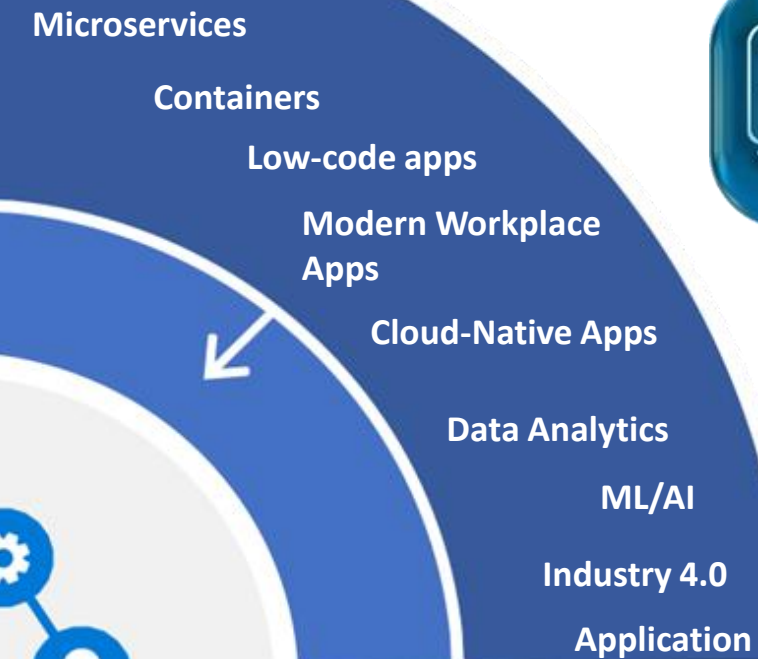 Microservices
Containers
Low-code apps
Modern Workplace
Apps
Cloud-Native Apps
Data Analytics
ML/AI
Industry 4.0
Application